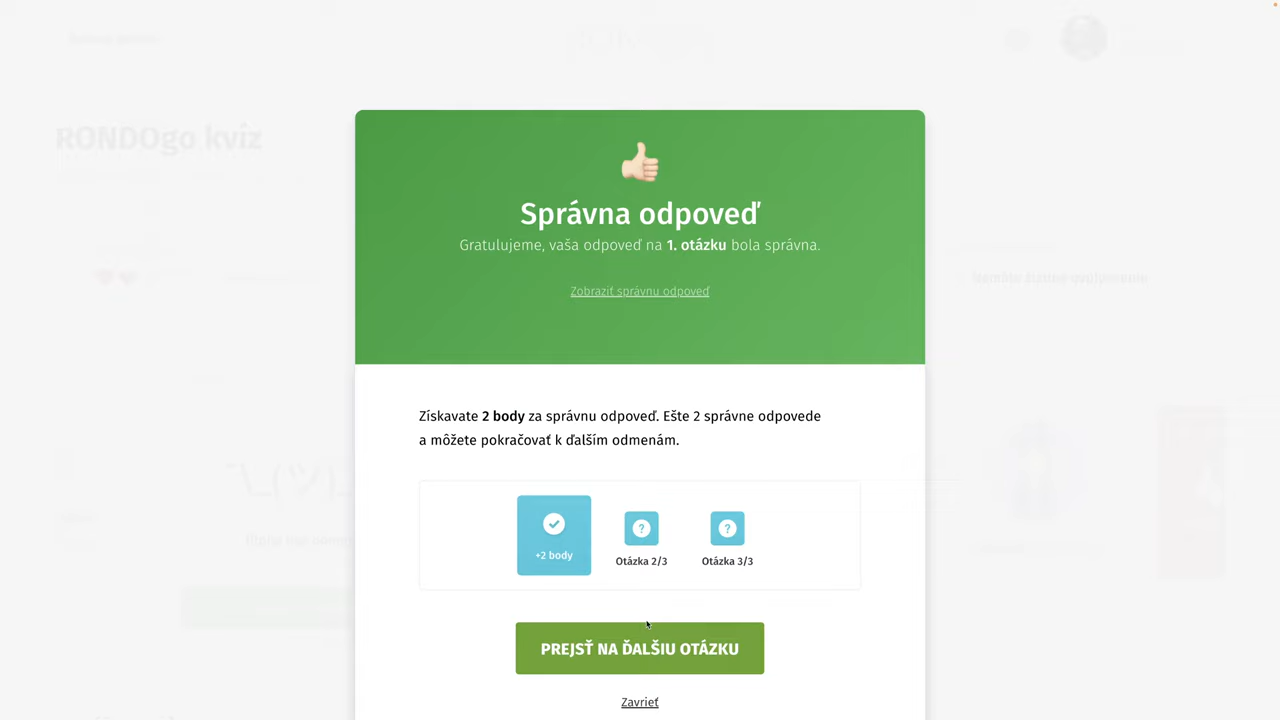 RONDOgo kvíz
Správna odpoveď
Gratulujeme, vaša odpoveď na 1. otázku bola správna.
Zobraziť správnu odpoveď
Získavate 2 body za správnu odpoveď. Ešte 2 správne odpovede
a môžete pokračovať k ďalším odmenám.
+2 body
Otázka 2/3
Otázka 3/3
PREJSŤ NA ĎALŠIU OTÁZKU
Zavrieť